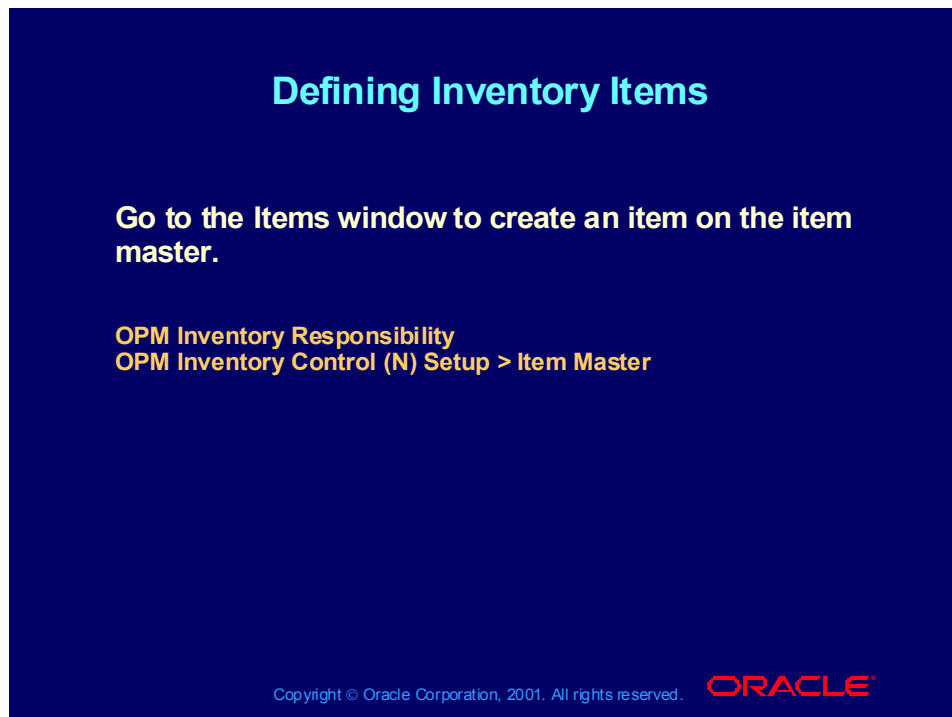 Defining Inventory Items
Go to the Items window to create an item on the item
master.
OPM Inventory Responsibility
OPM Inventory Control (N) Setup > Item Master
Copyright © Oracle Corporation, 2001. All rights reserved.
ORACLE®